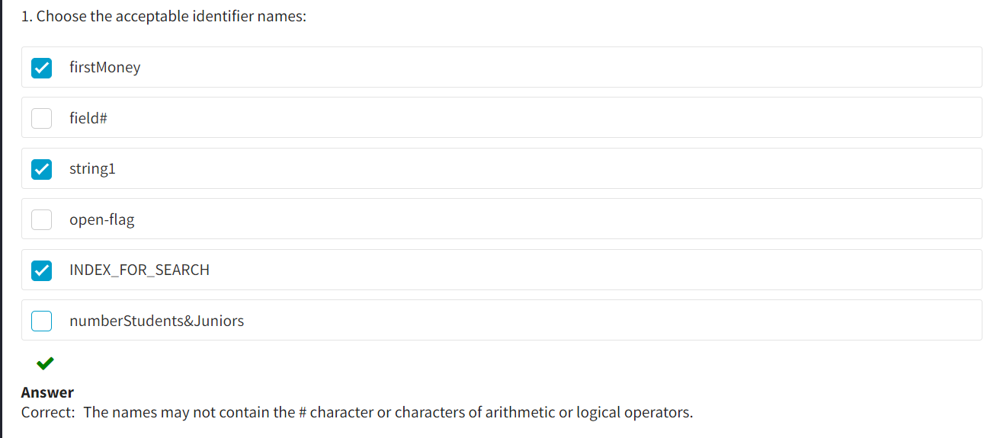 1. Choose the acceptable identifier names:
firstMoney
field#
string1
open-flag
INDEX_FOR_SEARCH
numberStudents&Juniors
Answer
Correct: The names may not contain the # character or characters of arithmetic or logical operators.